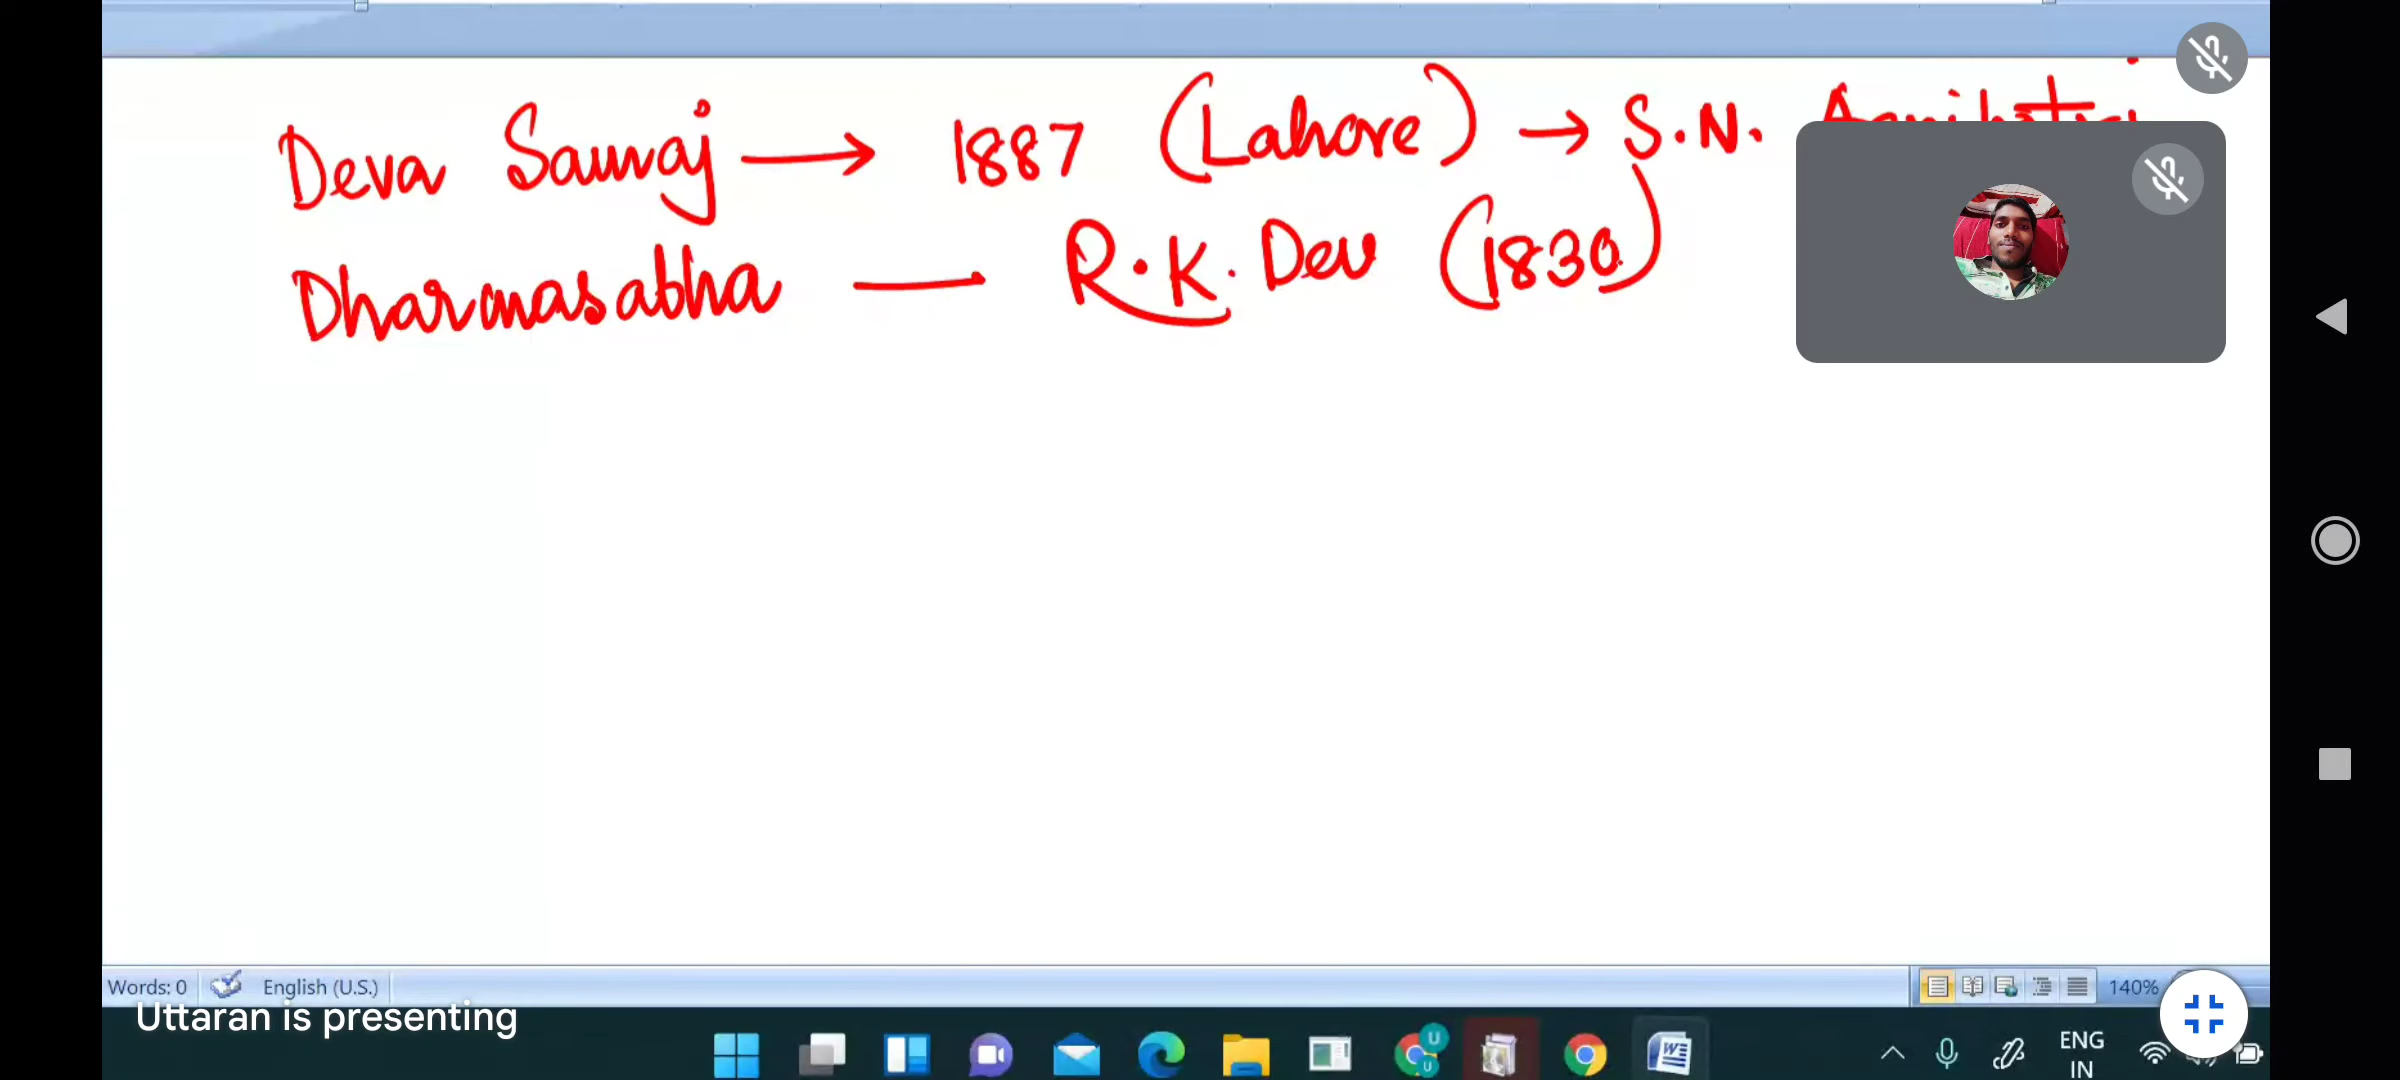 Deva Samaj → 1887 (Lahore) → S.N.
Dharmasabha — R.K. Dev (1830)
Words: 0 English (U.S.) 140%
Uttaran is presenting
ENG
IN